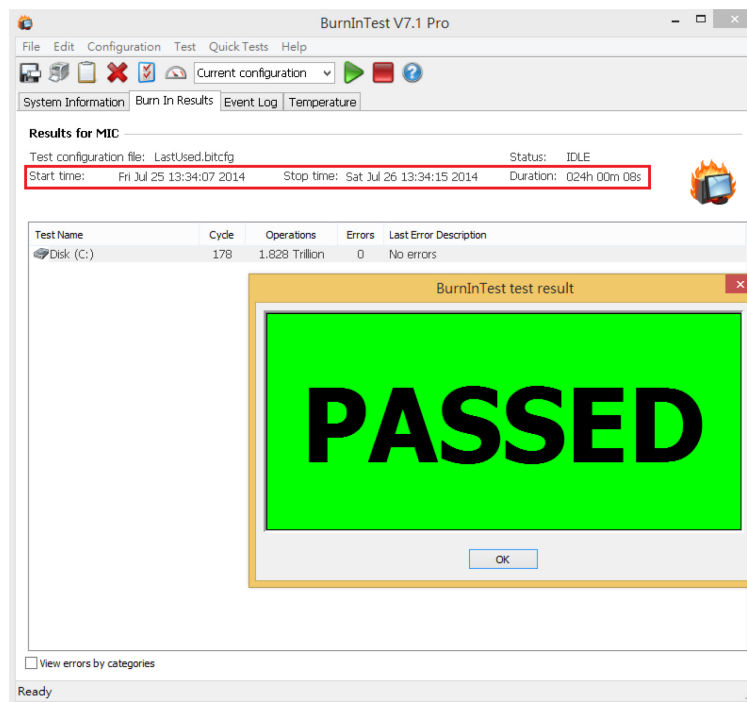 BurnInTest V7.1 Pro
File Edit Configuration Test Quick Tests Help
Current configuration
System Information Burn In Results Event Log Temperature
Results for MIC
Test configuration file: LastUsed.bitcfg Status: IDLE
Start time: Fri Jul 25 13:34:07 2014 Stop time: Sat Jul 26 13:34:15 2014 Duration: 024h 00m 08s
Test Name Cycle Operations Errors Last Error Description
Disk (C:) 178 1.828 Trillion 0 No errors
BurnInTest test result
PASSED
OK
View errors by categories
Ready